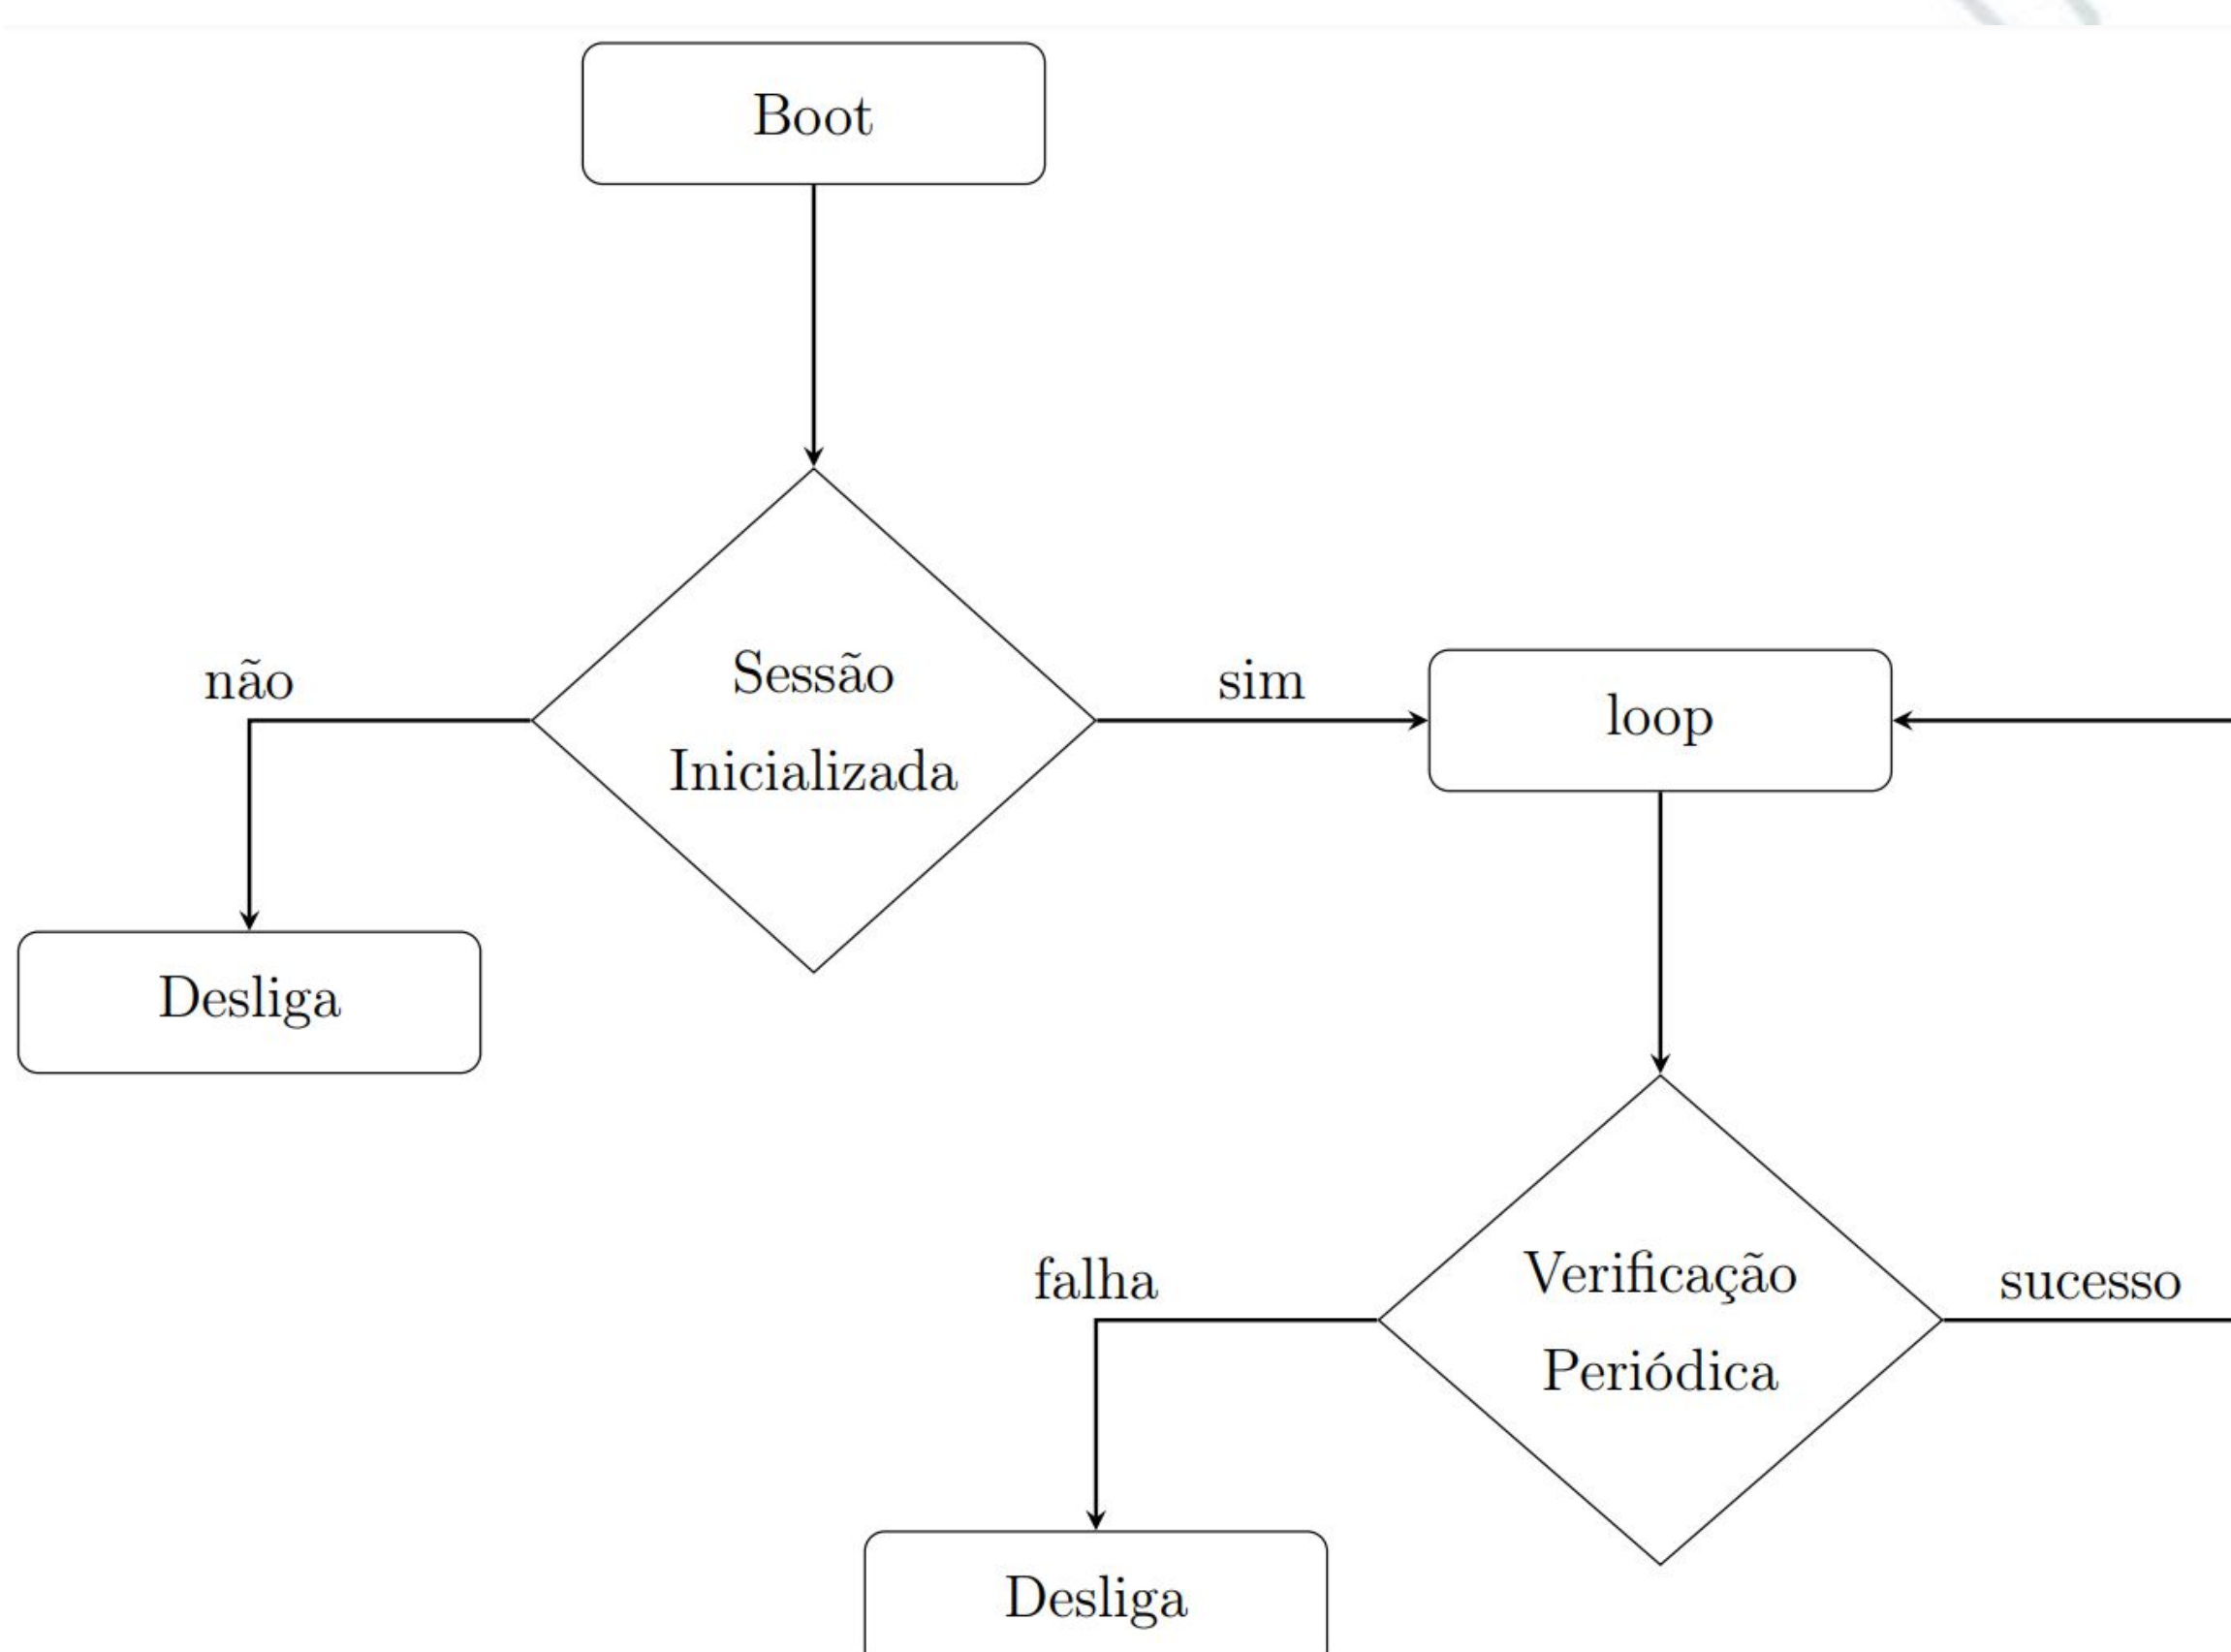 Boot
Sessão
Inicializada
não
sim
loop
Desliga
Verificação
Periódica
falha
sucesso
Desliga